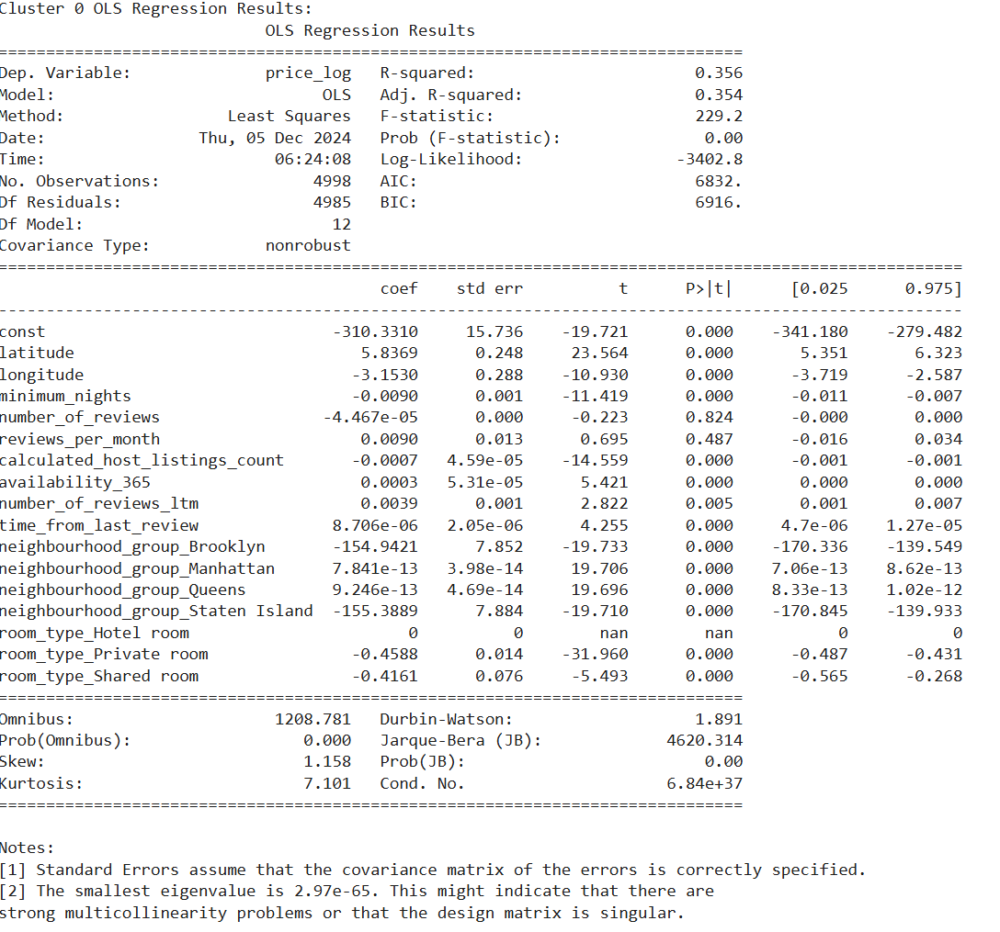 Cluster 0 OLS Regression Results:
                            OLS Regression Results
==============================================================================
Dep. Variable:              price_log   R-squared:                       0.356
Model:                            OLS   Adj. R-squared:                  0.354
Method:                 Least Squares   F-statistic:                     229.2
Date:                Thu, 05 Dec 2024   Prob (F-statistic):               0.00
Time:                        06:24:08   Log-Likelihood:                -3402.8
No. Observations:                4998   AIC:                             6832.
Df Residuals:                    4985   BIC:                             6916.
Df Model:                          12
Covariance Type:            nonrobust
=====================================================================================================
                                        coef    std err          t      P>|t|      [0.025      0.975]
-----------------------------------------------------------------------------------------------------
const                              -310.3310     15.736    -19.721      0.000    -341.180    -279.482
latitude                              5.8369      0.248     23.564      0.000       5.351       6.323
longitude                            -3.1530      0.288    -10.930      0.000      -3.719      -2.587
minimum_nights                       -0.0090      0.001    -11.419      0.000      -0.011      -0.007
number_of_reviews                 -4.467e-05      0.000     -0.223      0.824      -0.000       0.000
reviews_per_month                     0.0090      0.013      0.695      0.487      -0.016       0.034
calculated_host_listings_count       -0.0007   4.59e-05    -14.559      0.000      -0.001      -0.001
availability_365                      0.0003   5.31e-05      5.421      0.000       0.000       0.000
number_of_reviews_ltm                 0.0039      0.001      2.822      0.005       0.001       0.007
time_from_last_review              8.706e-06   2.05e-06      4.255      0.000     4.7e-06    1.27e-05
neighbourhood_group_Brooklyn       -154.9421      7.852    -19.733      0.000    -170.336    -139.549
neighbourhood_group_Manhattan      7.841e-13   3.98e-14     19.706      0.000    7.06e-13    8.62e-13
neighbourhood_group_Queens         9.246e-13   4.69e-14     19.696      0.000    8.33e-13    1.02e-12
neighbourhood_group_Staten Island  -155.3889      7.884    -19.710      0.000    -170.845    -139.933
room_type_Hotel room                       0          0        nan        nan           0           0
room_type_Private room               -0.4588      0.014    -31.960      0.000      -0.487      -0.431
room_type_Shared room                -0.4161      0.076     -5.493      0.000      -0.565      -0.268
==============================================================================
Omnibus:                     1208.781   Durbin-Watson:                   1.891
Prob(Omnibus):                  0.000   Jarque-Bera (JB):             4620.314
Skew:                           1.158   Prob(JB):                         0.00
Kurtosis:                       7.101   Cond. No.                     6.84e+37
==============================================================================
Notes:
[1] Standard Errors assume that the covariance matrix of the errors is correctly specified.
[2] The smallest eigenvalue is 2.97e-65. This might indicate that there are
strong multicollinearity problems or that the design matrix is singular.